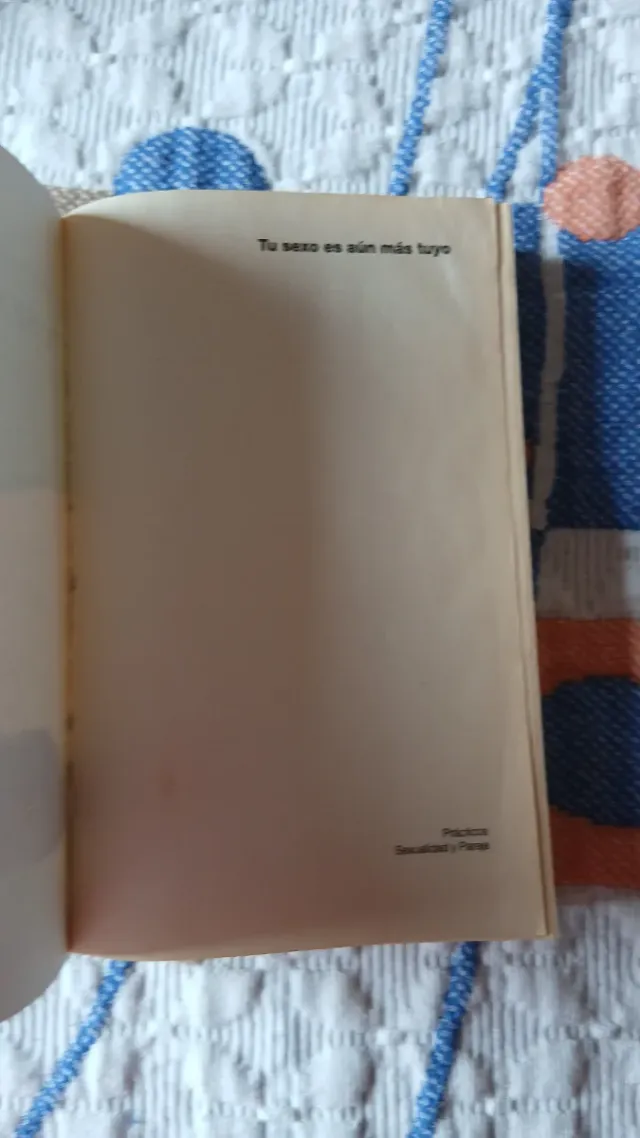 Tu sexo es aún más tuyo
Prácticos
Sexualidad y Pareja